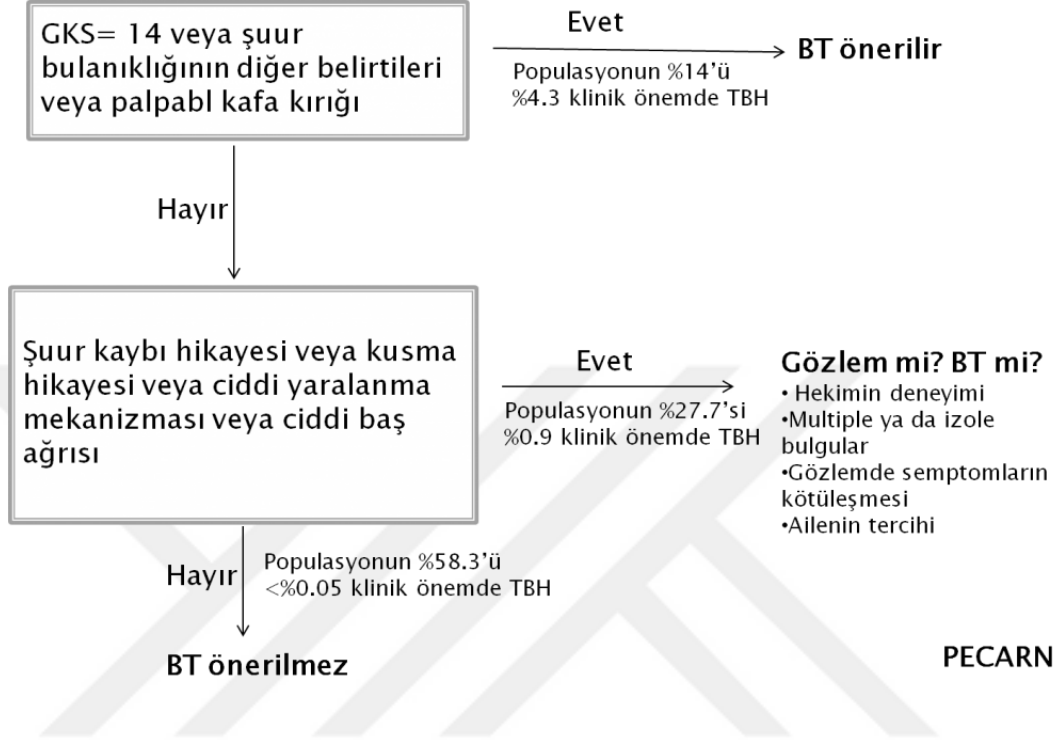 GKS= 14 veya şuur
bulanıklığının diğer belirtileri
veya palpabl kafa kırığı
Evet
Populasyonun %14’ü
%4.3 klinik önemde TBH
BT önerilir
Hayır
Şuur kaybı hikayesi veya kusma
hikayesi veya ciddi yaralanma
mekanizması veya ciddi baş
ağrısı
Evet
Populasyonun %27.7’si
%0.9 klinik önemde TBH
Gözlem mi? BT mi?
• Hekimin deneyimi
•Multiple ya da izole
bulgular
•Gözlemde semptomların
kötüleşmesi
•Ailenin tercihi
Hayır
Populasyonun %58.3’ü
<%0.05 klinik önemde TBH
BT önerilmez
PECARN